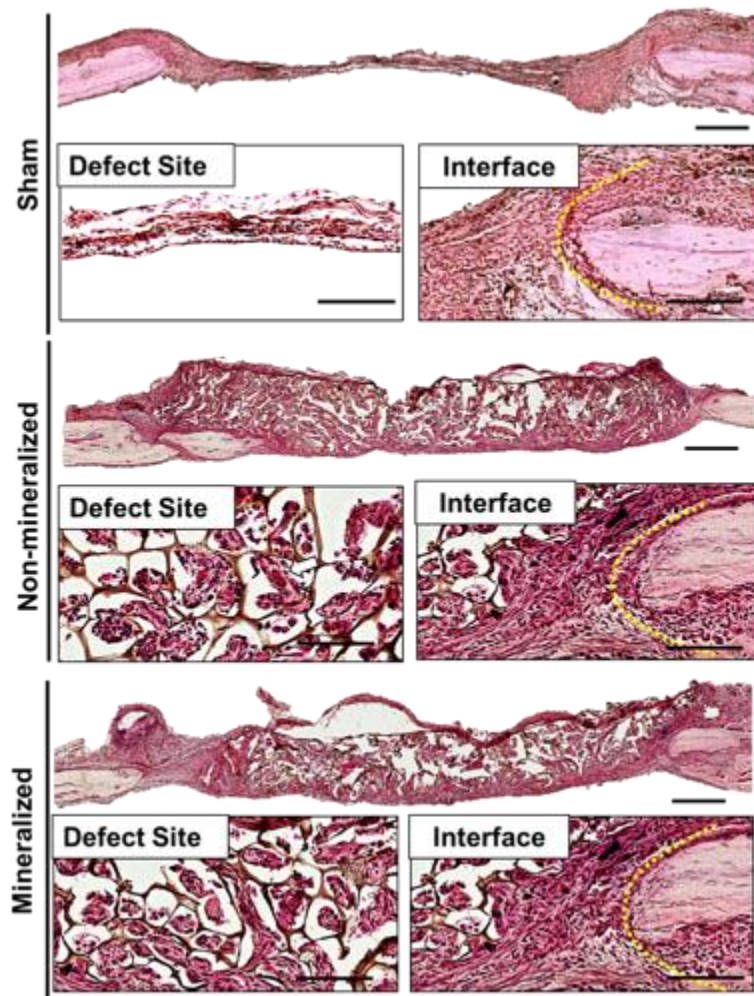 Sham
Defect Site
Interface
Non-mineralized
Defect Site
Interface
Mineralized
Defect Site
Interface